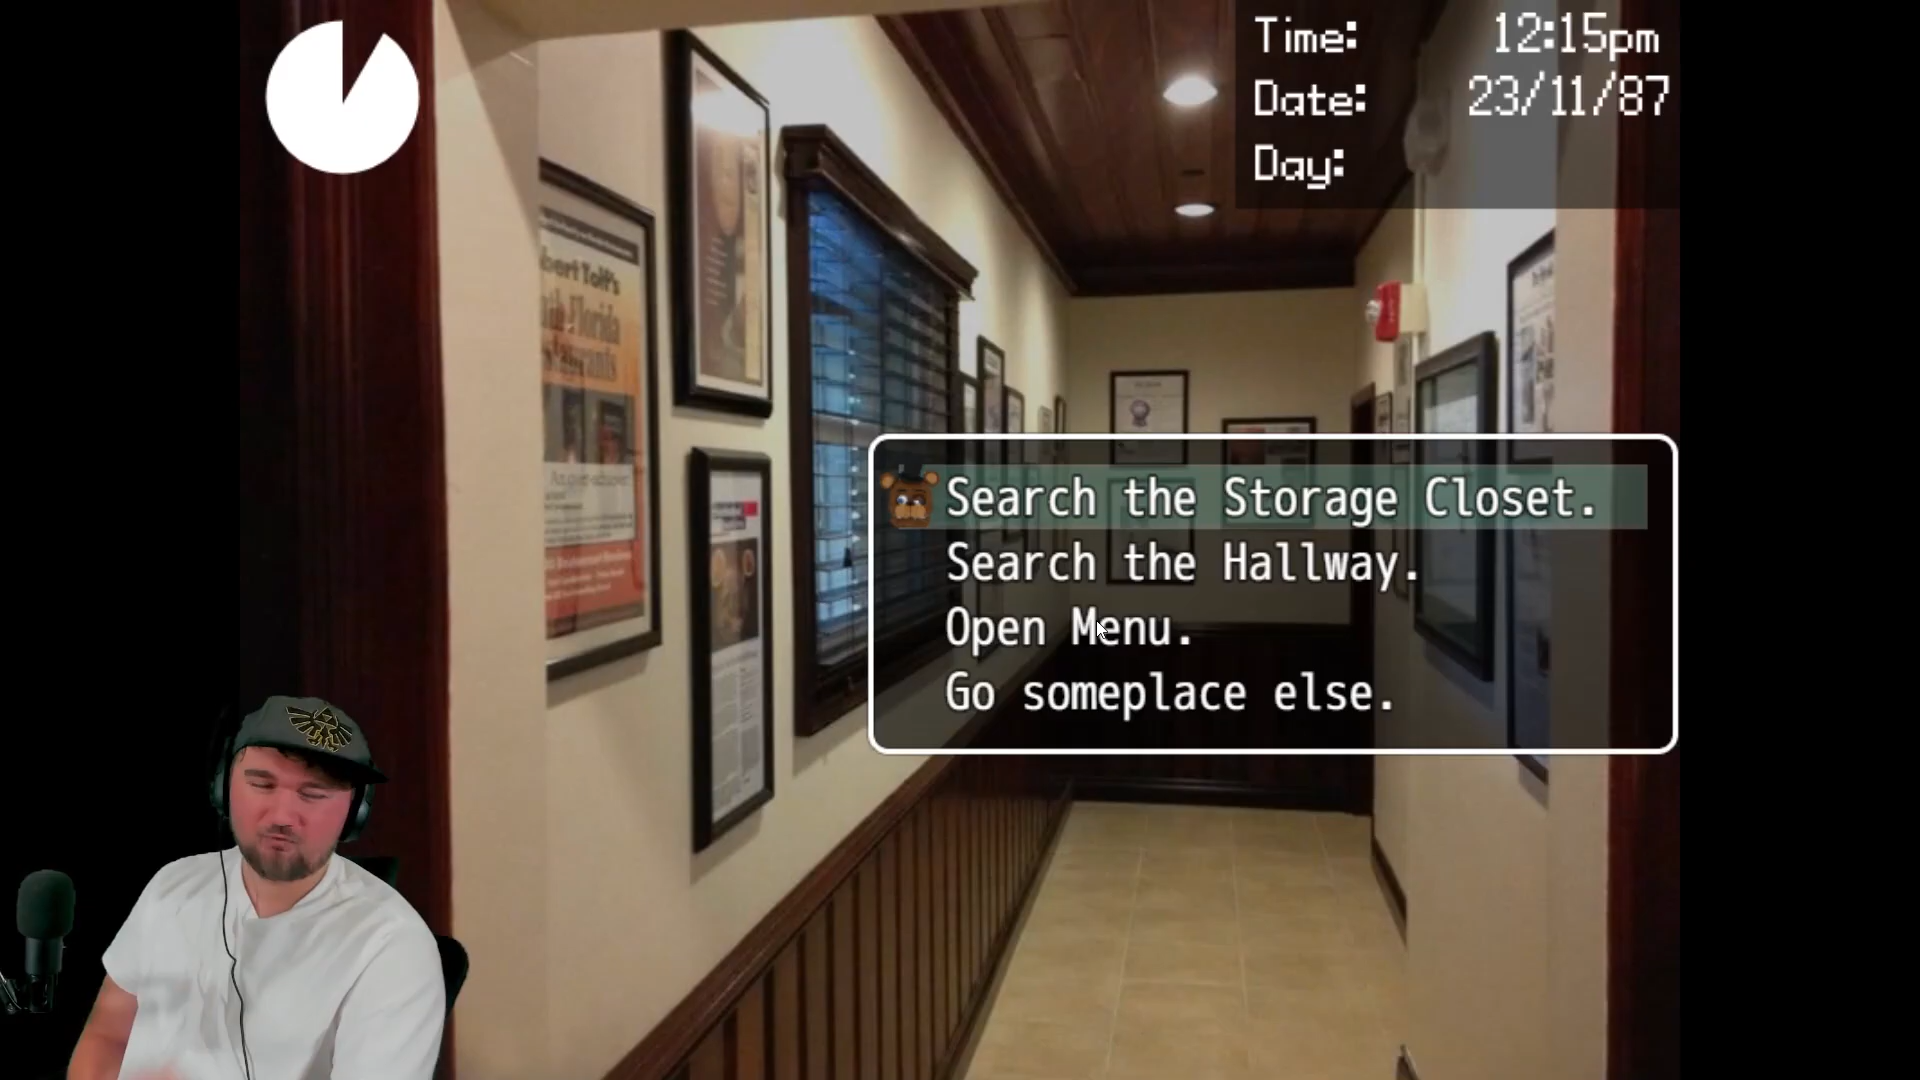 Time: 12:15pm
Date: 23/11/87
Day:
Search the Storage Closet.
Search the Hallway.
Open Menu.
Go someplace else.